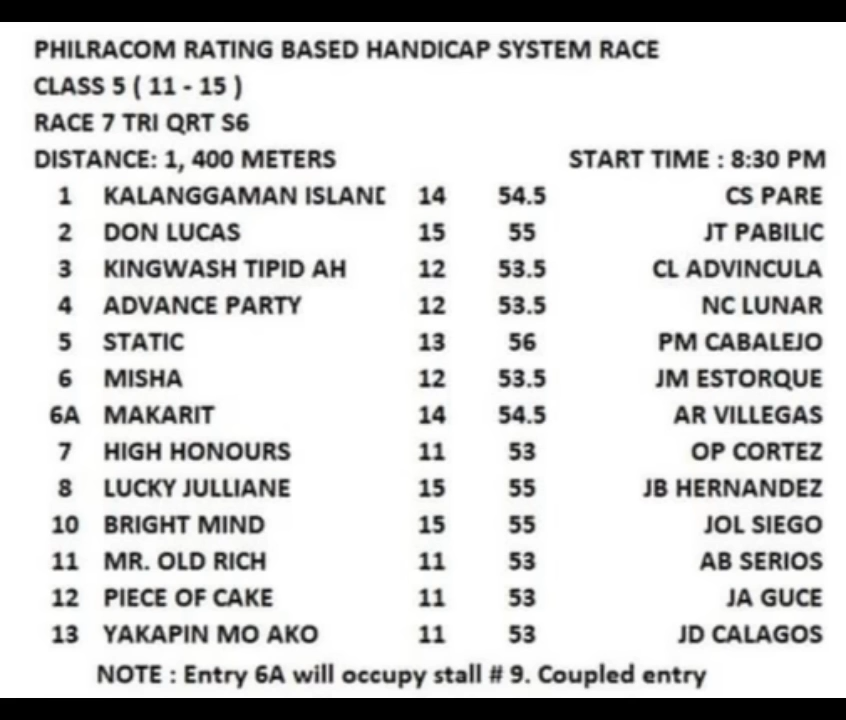 PHILRACOM RATING BASED HANDICAP SYSTEM RACE
CLASS 5 ( 11 - 15 )
RACE 7 TRI QRT S6
DISTANCE: 1, 400 METERS START TIME : 8:30 PM
1 KALANGGAMAN ISLAND 14 54.5 CS PARE
2 DON LUCAS 15 55 JT PABILIC
3 KINGWASH TIPID AH 12 53.5 CL ADVINCULA
4 ADVANCE PARTY 12 53.5 NC LUNAR
5 STATIC 13 56 PM CABALEJO
6 MISHA 12 53.5 JM ESTORQUE
6A MAKARIT 14 54.5 AR VILLEGAS
7 HIGH HONOURS 11 53 OP CORTEZ
8 LUCKY JULLIANE 15 55 JB HERNANDEZ
10 BRIGHT MIND 15 55 JOL SIEGO
11 MR. OLD RICH 11 53 AB SERIOS
12 PIECE OF CAKE 11 53 JA GUCE
13 YAKAPIN MO AKO 11 53 JD CALAGOS
NOTE : Entry 6A will occupy stall # 9. Coupled entry